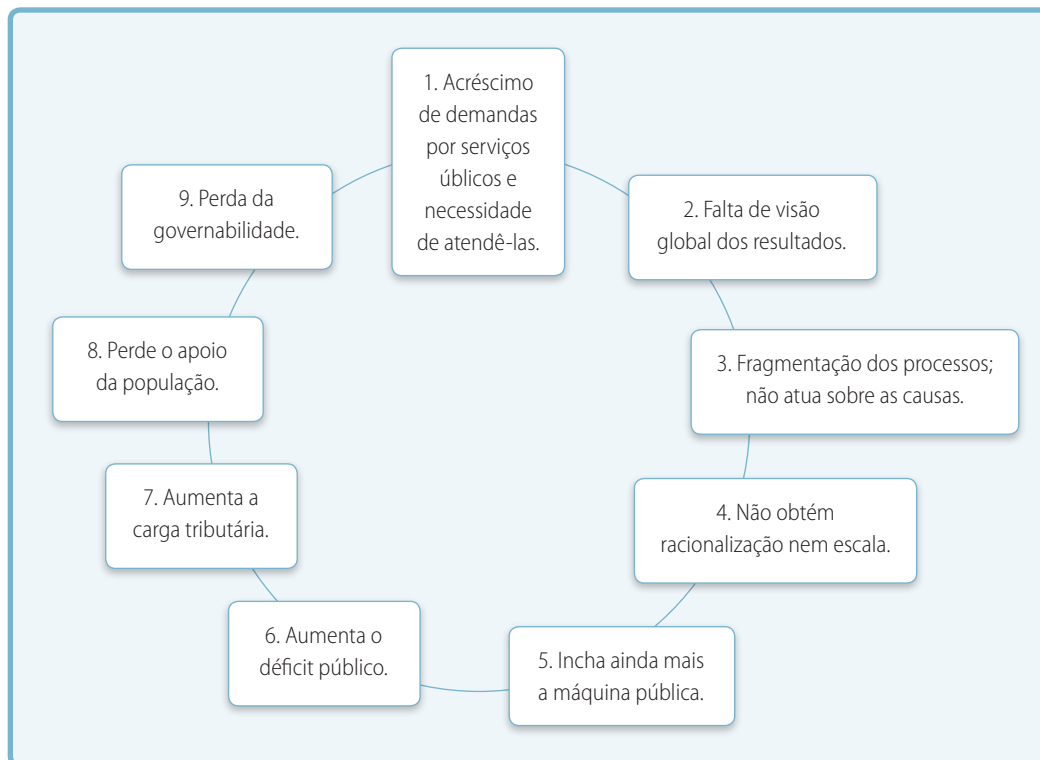 1. Acréscimo
de demandas
por serviços
úblicos e
necessidade
de atendê-las.
2. Falta de visão
global dos resultados.
3. Fragmentação dos processos;
não atua sobre as causas.
4. Não obtém
racionalização nem escala.
5. Incha ainda mais
a máquina pública.
6. Aumenta o
déficit público.
7. Aumenta a
carga tributária.
8. Perde o apoio
da população.
9. Perda da
governabilidade.